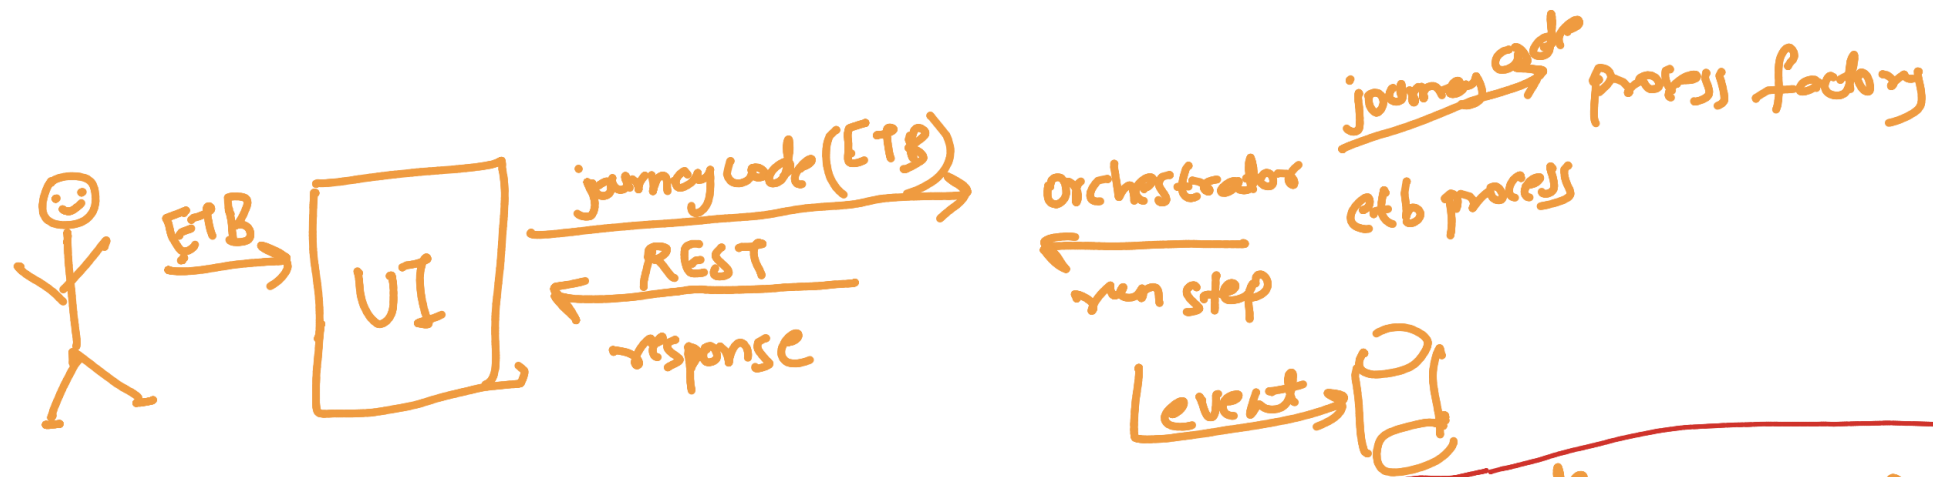 ETB
UI
journey code (ETB)
REST
response
orchestrator
run step
event
journey code
process factory
etb process